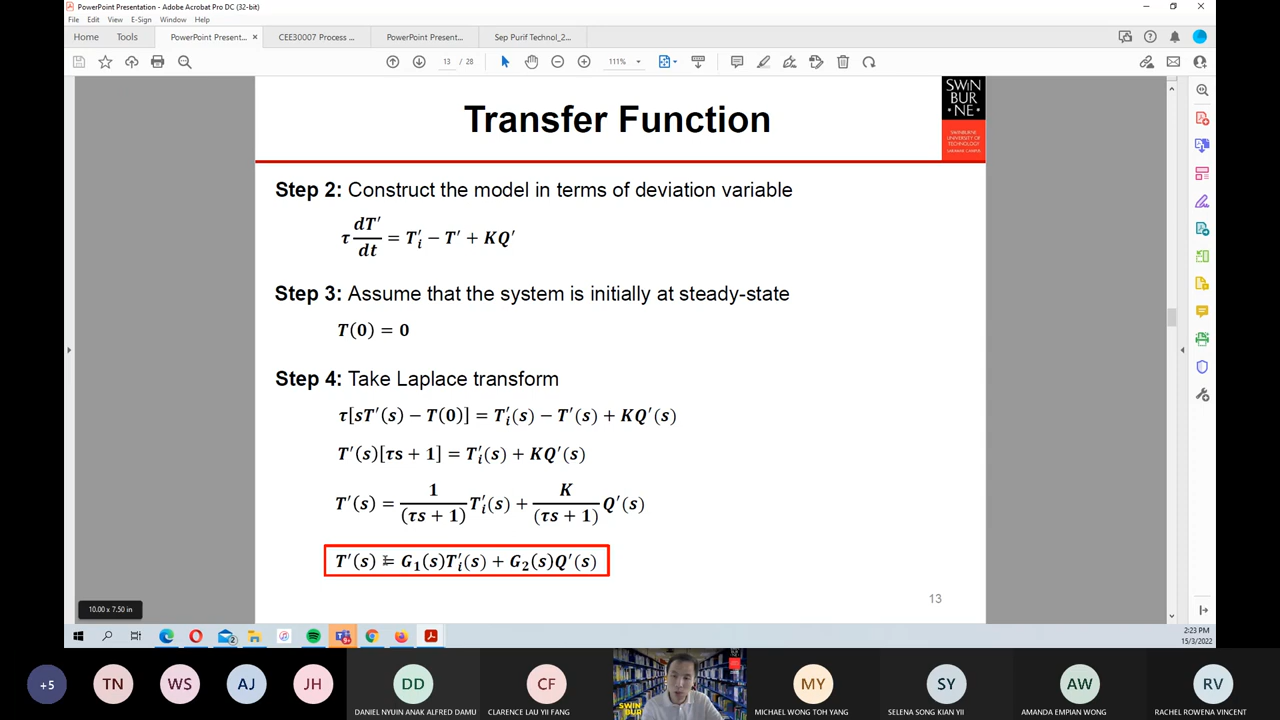 PowerPoint Presentation - Adobe Acrobat Pro DC (32-bit)
File Edit View E-Sign Window Help
Home Tools PowerPoint Present... × CEE30007 Process ... PowerPoint Present... Sep Purif Technol_2...
13 / 28 111%
Transfer Function
SWIN
BUR
• NE •
SWINBURNE
UNIVERSITY OF
TECHNOLOGY
SARAWAK CAMPUS
Step 2: Construct the model in terms of deviation variable
τ dT′/dt = T′i − T′ + KQ′
Step 3: Assume that the system is initially at steady-state
T(0) = 0
Step 4: Take Laplace transform
τ[sT′(s) − T(0)] = T′i(s) − T′(s) + KQ′(s)
T′(s)[τs + 1] = T′i(s) + KQ′(s)
T′(s) = 1/(τs + 1) T′i(s) + K/(τs + 1) Q′(s)
T′(s) = G1(s)T′i(s) + G2(s)Q′(s)
13
10.00 x 7.50 in
2:23 PM
15/3/2022
+5 TN WS AJ JH DD CF MY SY AW RV
DANIEL NYUIN ANAK ALFRED DAMU CLARENCE LAU YII FANG MICHAEL WONG TOH YANG SELENA SONG KIAN YII AMANDA EMPIAN WONG RACHEL ROWENA VINCENT